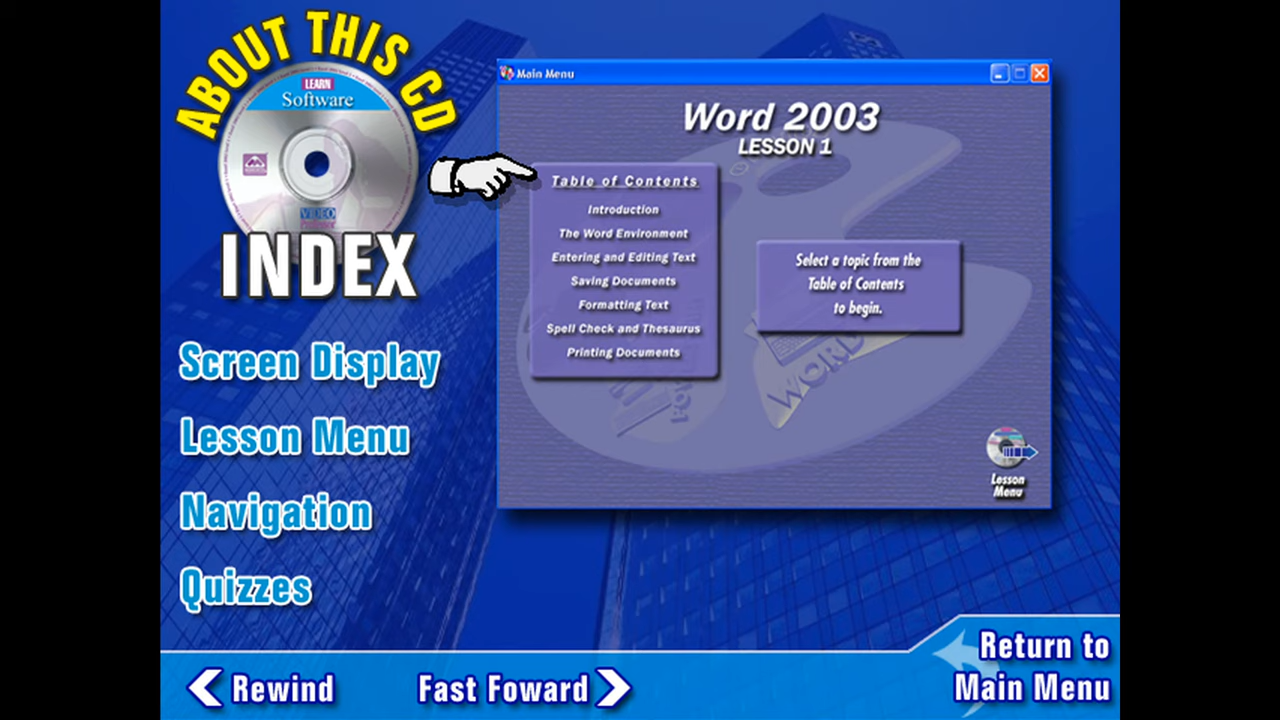 ABOUT THIS CD
LEARN
Software
VIDEO
INDEX
Screen Display
Lesson Menu
Navigation
Quizzes
Main Menu
Word 2003
LESSON 1
Table of Contents
Introduction
The Word Environment
Entering and Editing Text
Saving Documents
Formatting Text
Spell Check and Thesaurus
Printing Documents
Select a topic from the
Table of Contents
to begin.
WORD
Lesson
Menu
Rewind
Fast Foward
Return to
Main Menu